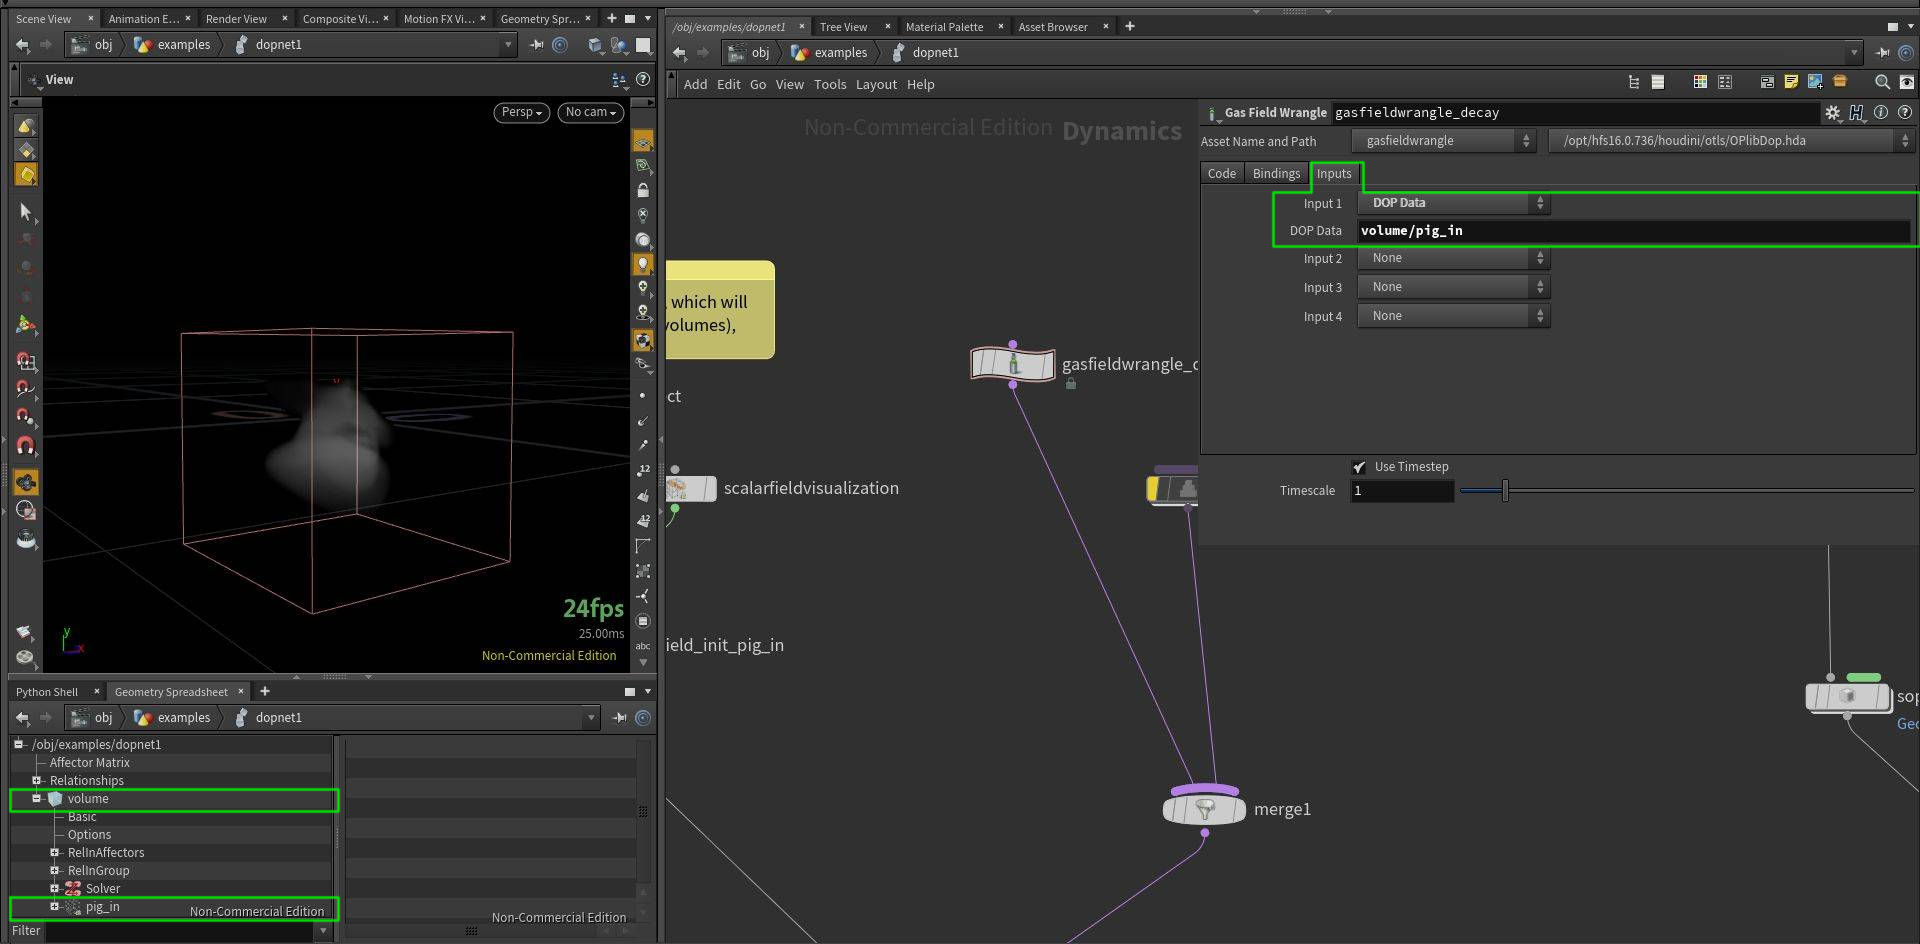 Scene View
Animation E...
Render View
Composite Vi...
Motion FX Vi...
Geometry Spr...
obj
examples
dopnet1
View
Persp
No cam
12
12
abc
24fps
25.00ms
Non-Commercial Edition
y
x
Python Shell
Geometry Spreadsheet
obj
examples
dopnet1
/obj/examples/dopnet1
Affector Matrix
Relationships
volume
Basic
Options
RelInAffectors
RelInGroup
Solver
pig_in
Non-Commercial Edition
Non-Commercial Edition
Filter
/obj/examples/dopnet1
Tree View
Material Palette
Asset Browser
obj
examples
dopnet1
Add Edit Go View Tools Layout Help
Non-Commercial Edition
Dynamics
, which will
volumes),
ct
scalarfieldvisualization
ield_init_pig_in
gasfieldwrangle_d
merge1
sop
Geo
Gas Field Wrangle
gasfieldwrangle_decay
Asset Name and Path
gasfieldwrangle
/opt/hfs16.0.736/houdini/otls/OPlibDop.hda
Code
Bindings
Inputs
Input 1
DOP Data
DOP Data
volume/pig_in
Input 2
None
Input 3
None
Input 4
None
Use Timestep
Timescale
1